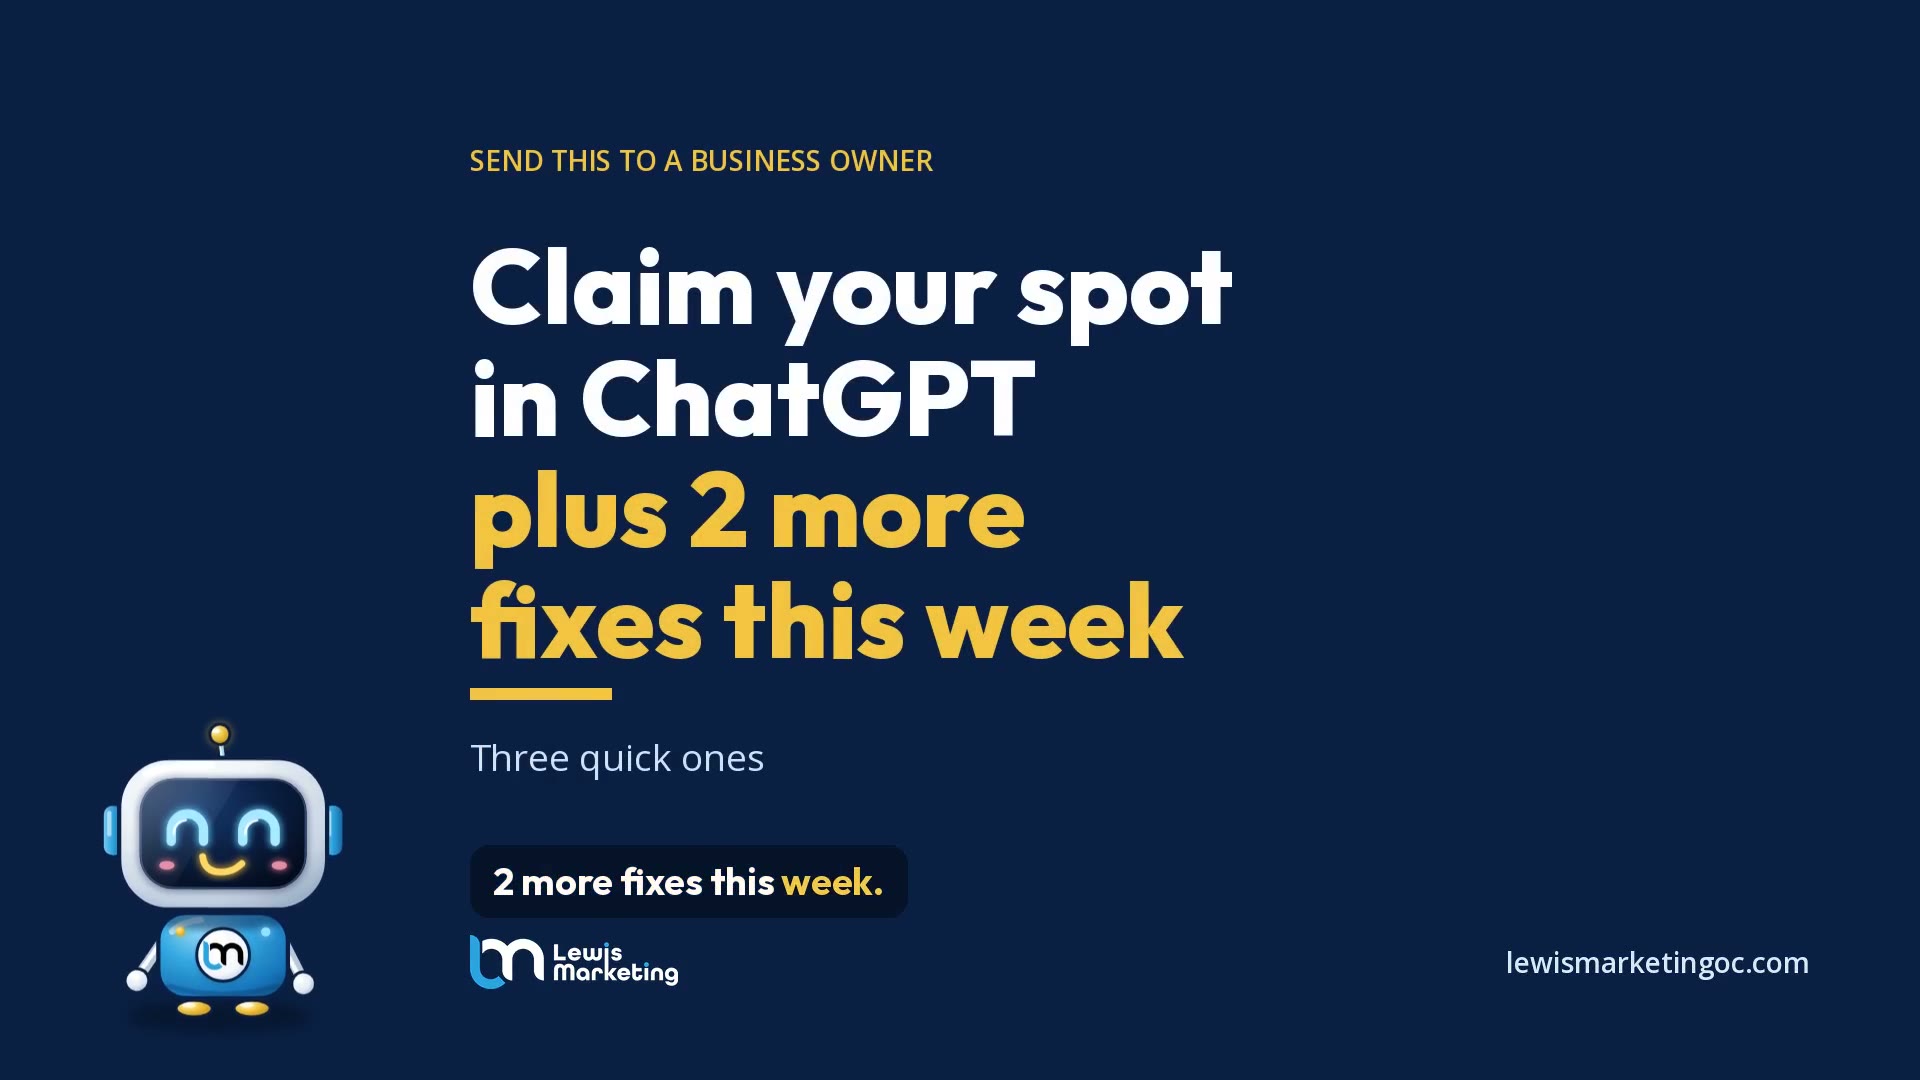 SEND THIS TO A BUSINESS OWNER
Claim your spot
in ChatGPT
plus 2 more
fixes this week
Three quick ones
2 more fixes this week.
Lewis
Marketing
lewismarketingoc.com